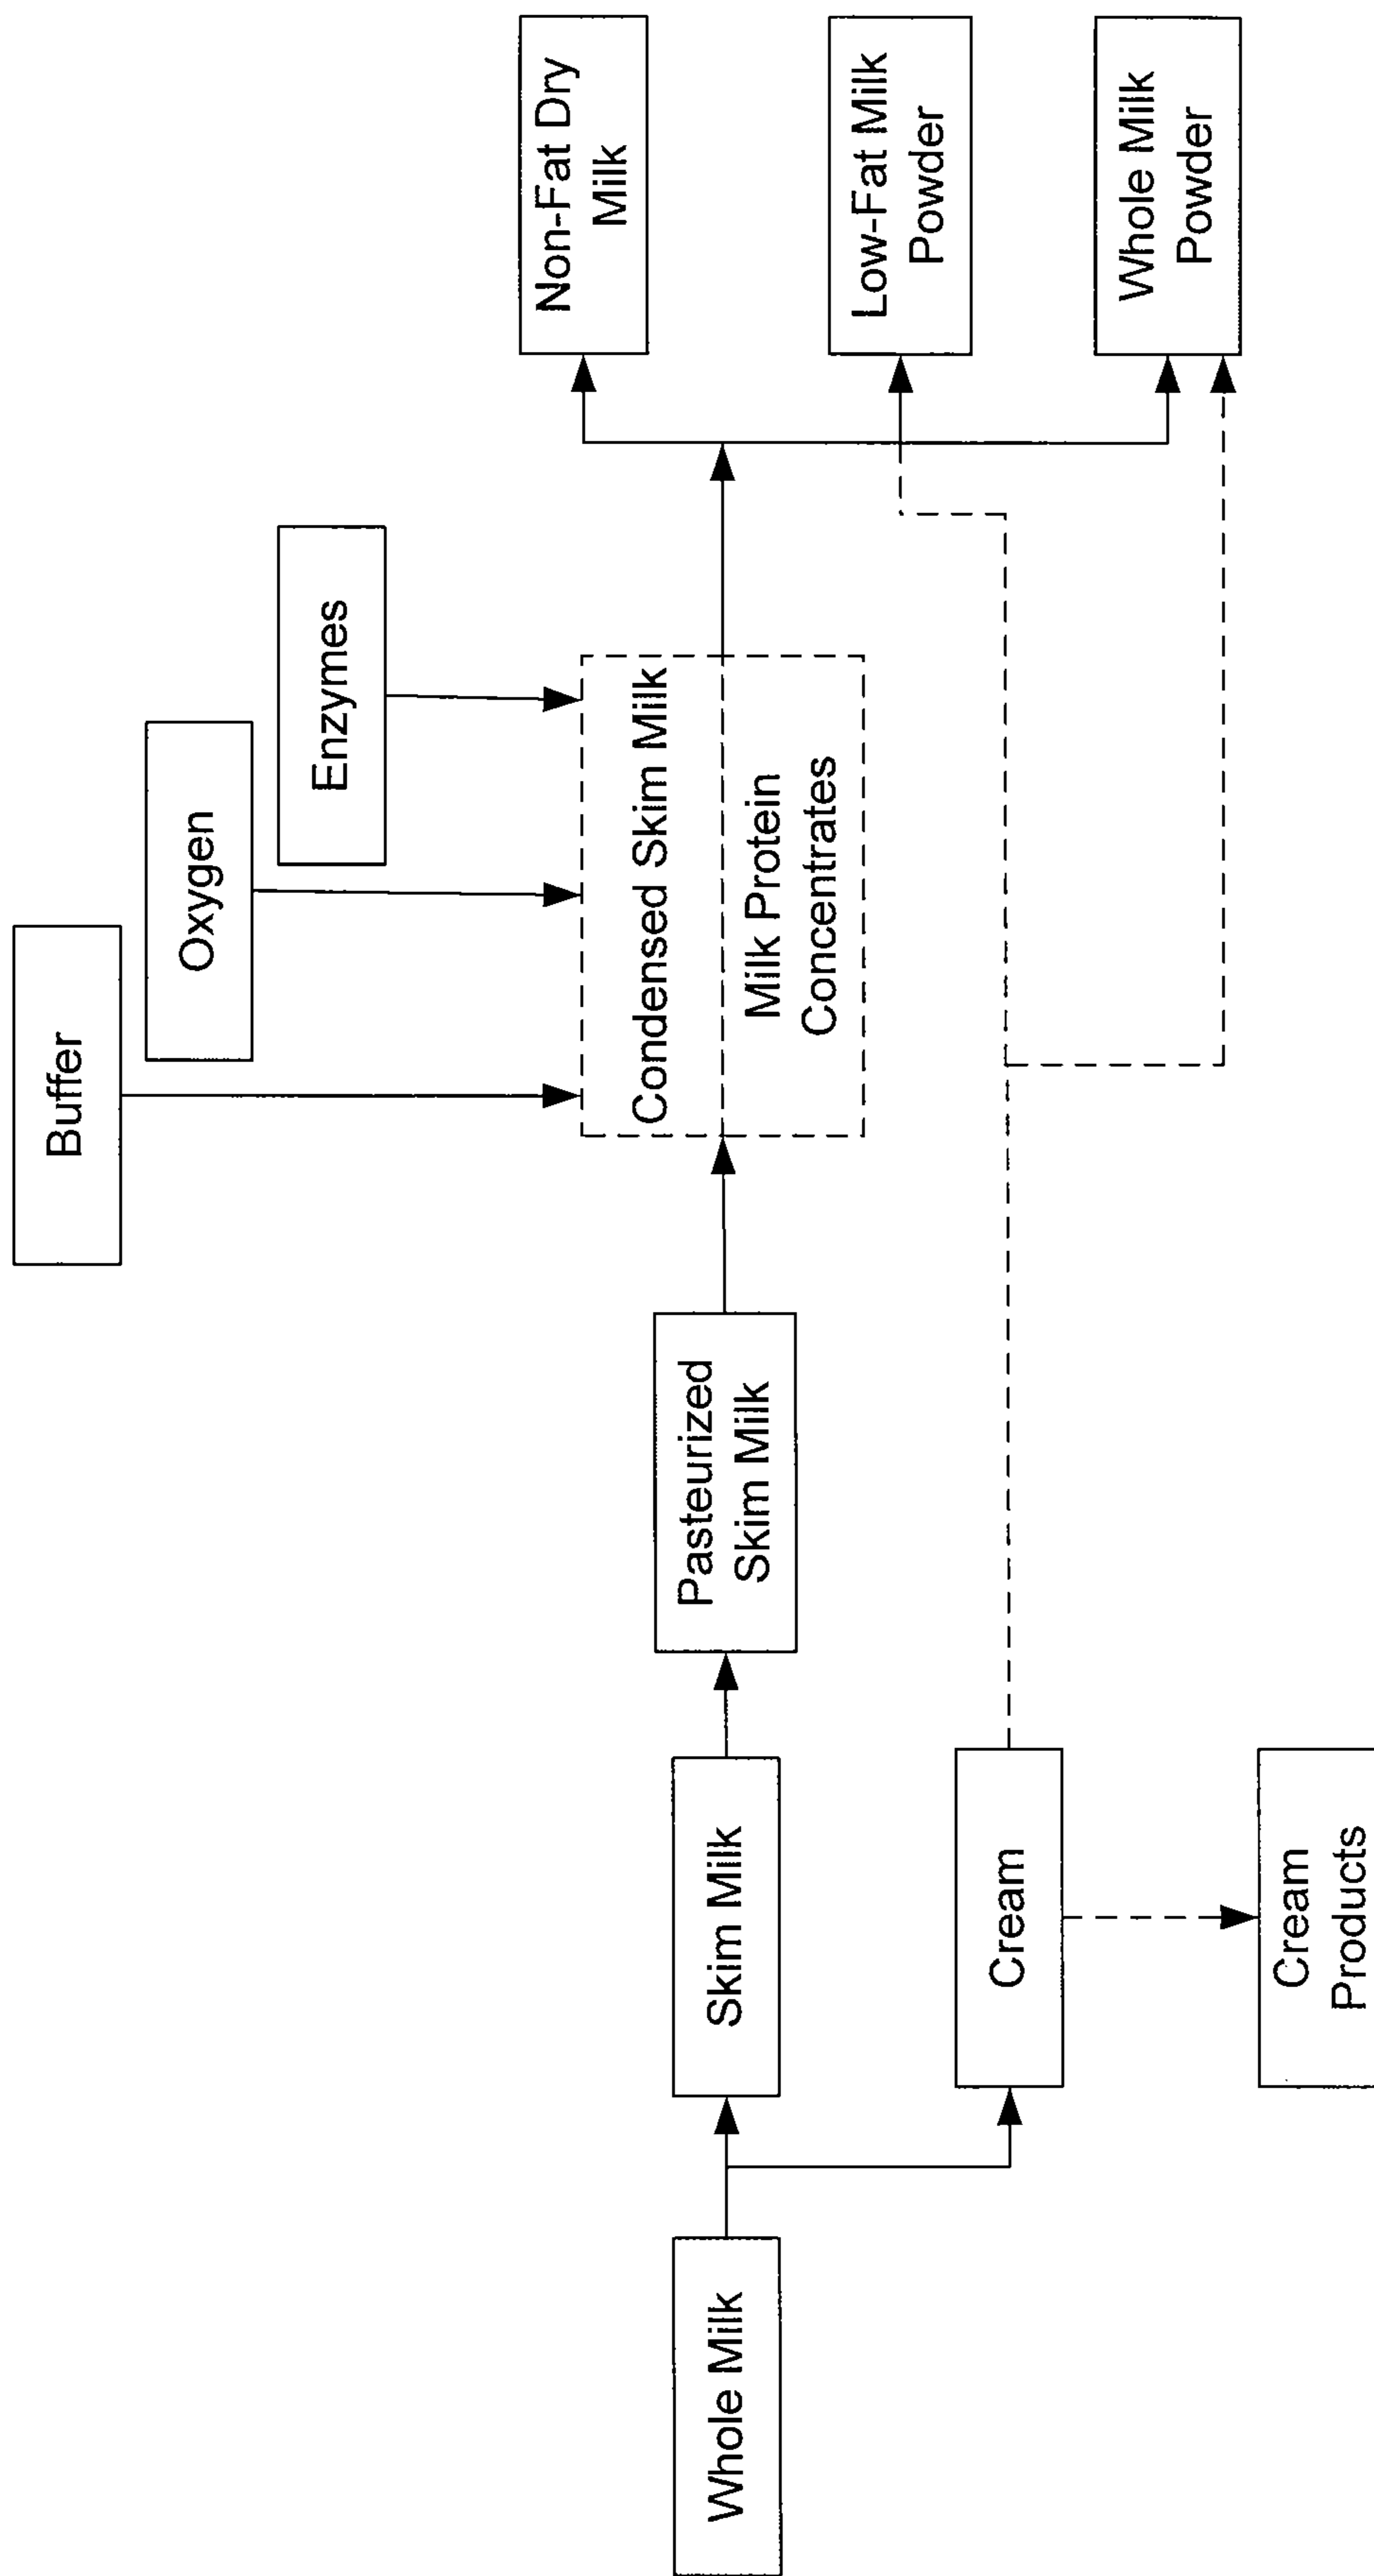 Whole Milk
Skim Milk
Cream
Cream
Products
Pasteurized
Skim Milk
Buffer
Oxygen
Enzymes
Condensed Skim Milk
Milk Protein
Concentrates
Non-Fat Dry
Milk
Low-Fat Milk
Powder
Whole Milk
Powder